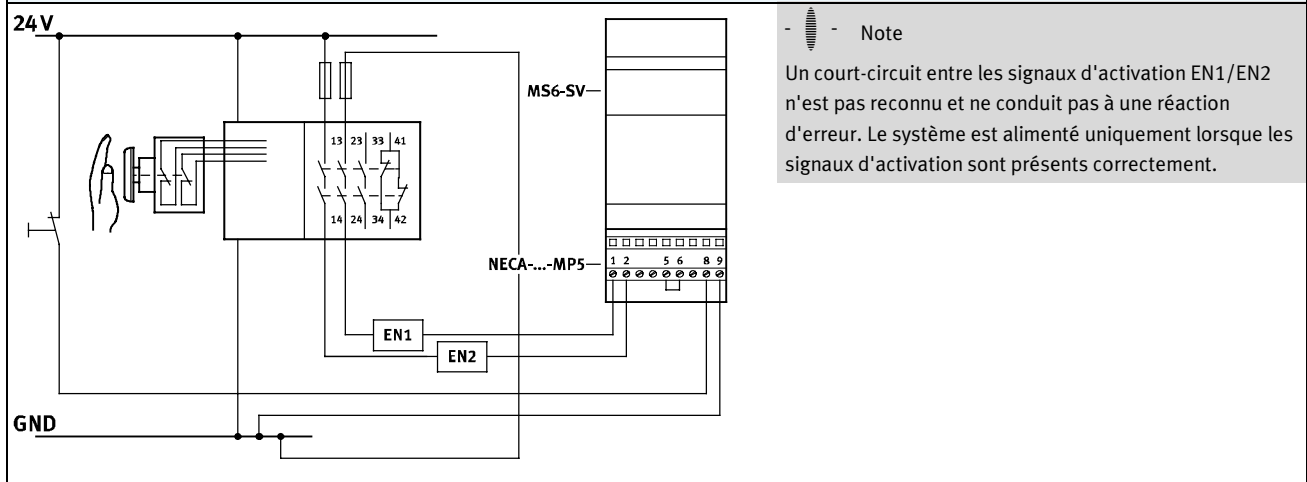 24 V
- - Note
Un court-circuit entre les signaux d'activation EN1/EN2
n'est pas reconnu et ne conduit pas à une réaction
d'erreur. Le système est alimenté uniquement lorsque les
signaux d'activation sont présents correctement.
MS6-SV
13 23 33 41
14 24 34 42
NECA-...-MP5
1 2 5 6 8 9
EN1
EN2
GND